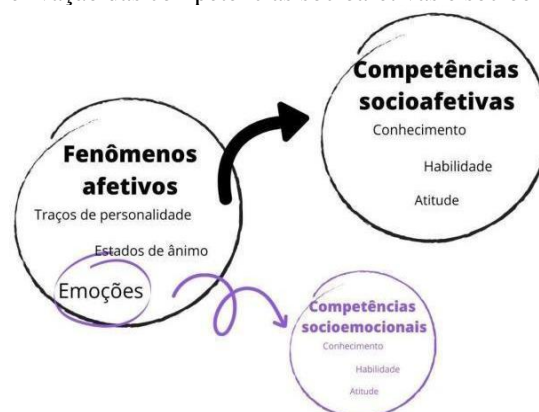 Competências
socioafetivas
Conhecimento
Habilidade
Atitude
Fenômenos
afetivos
Traços de personalidade
Estados de ânimo
Emoções
Competências
socioemocionais
Conhecimento
Habilidade
Atitude